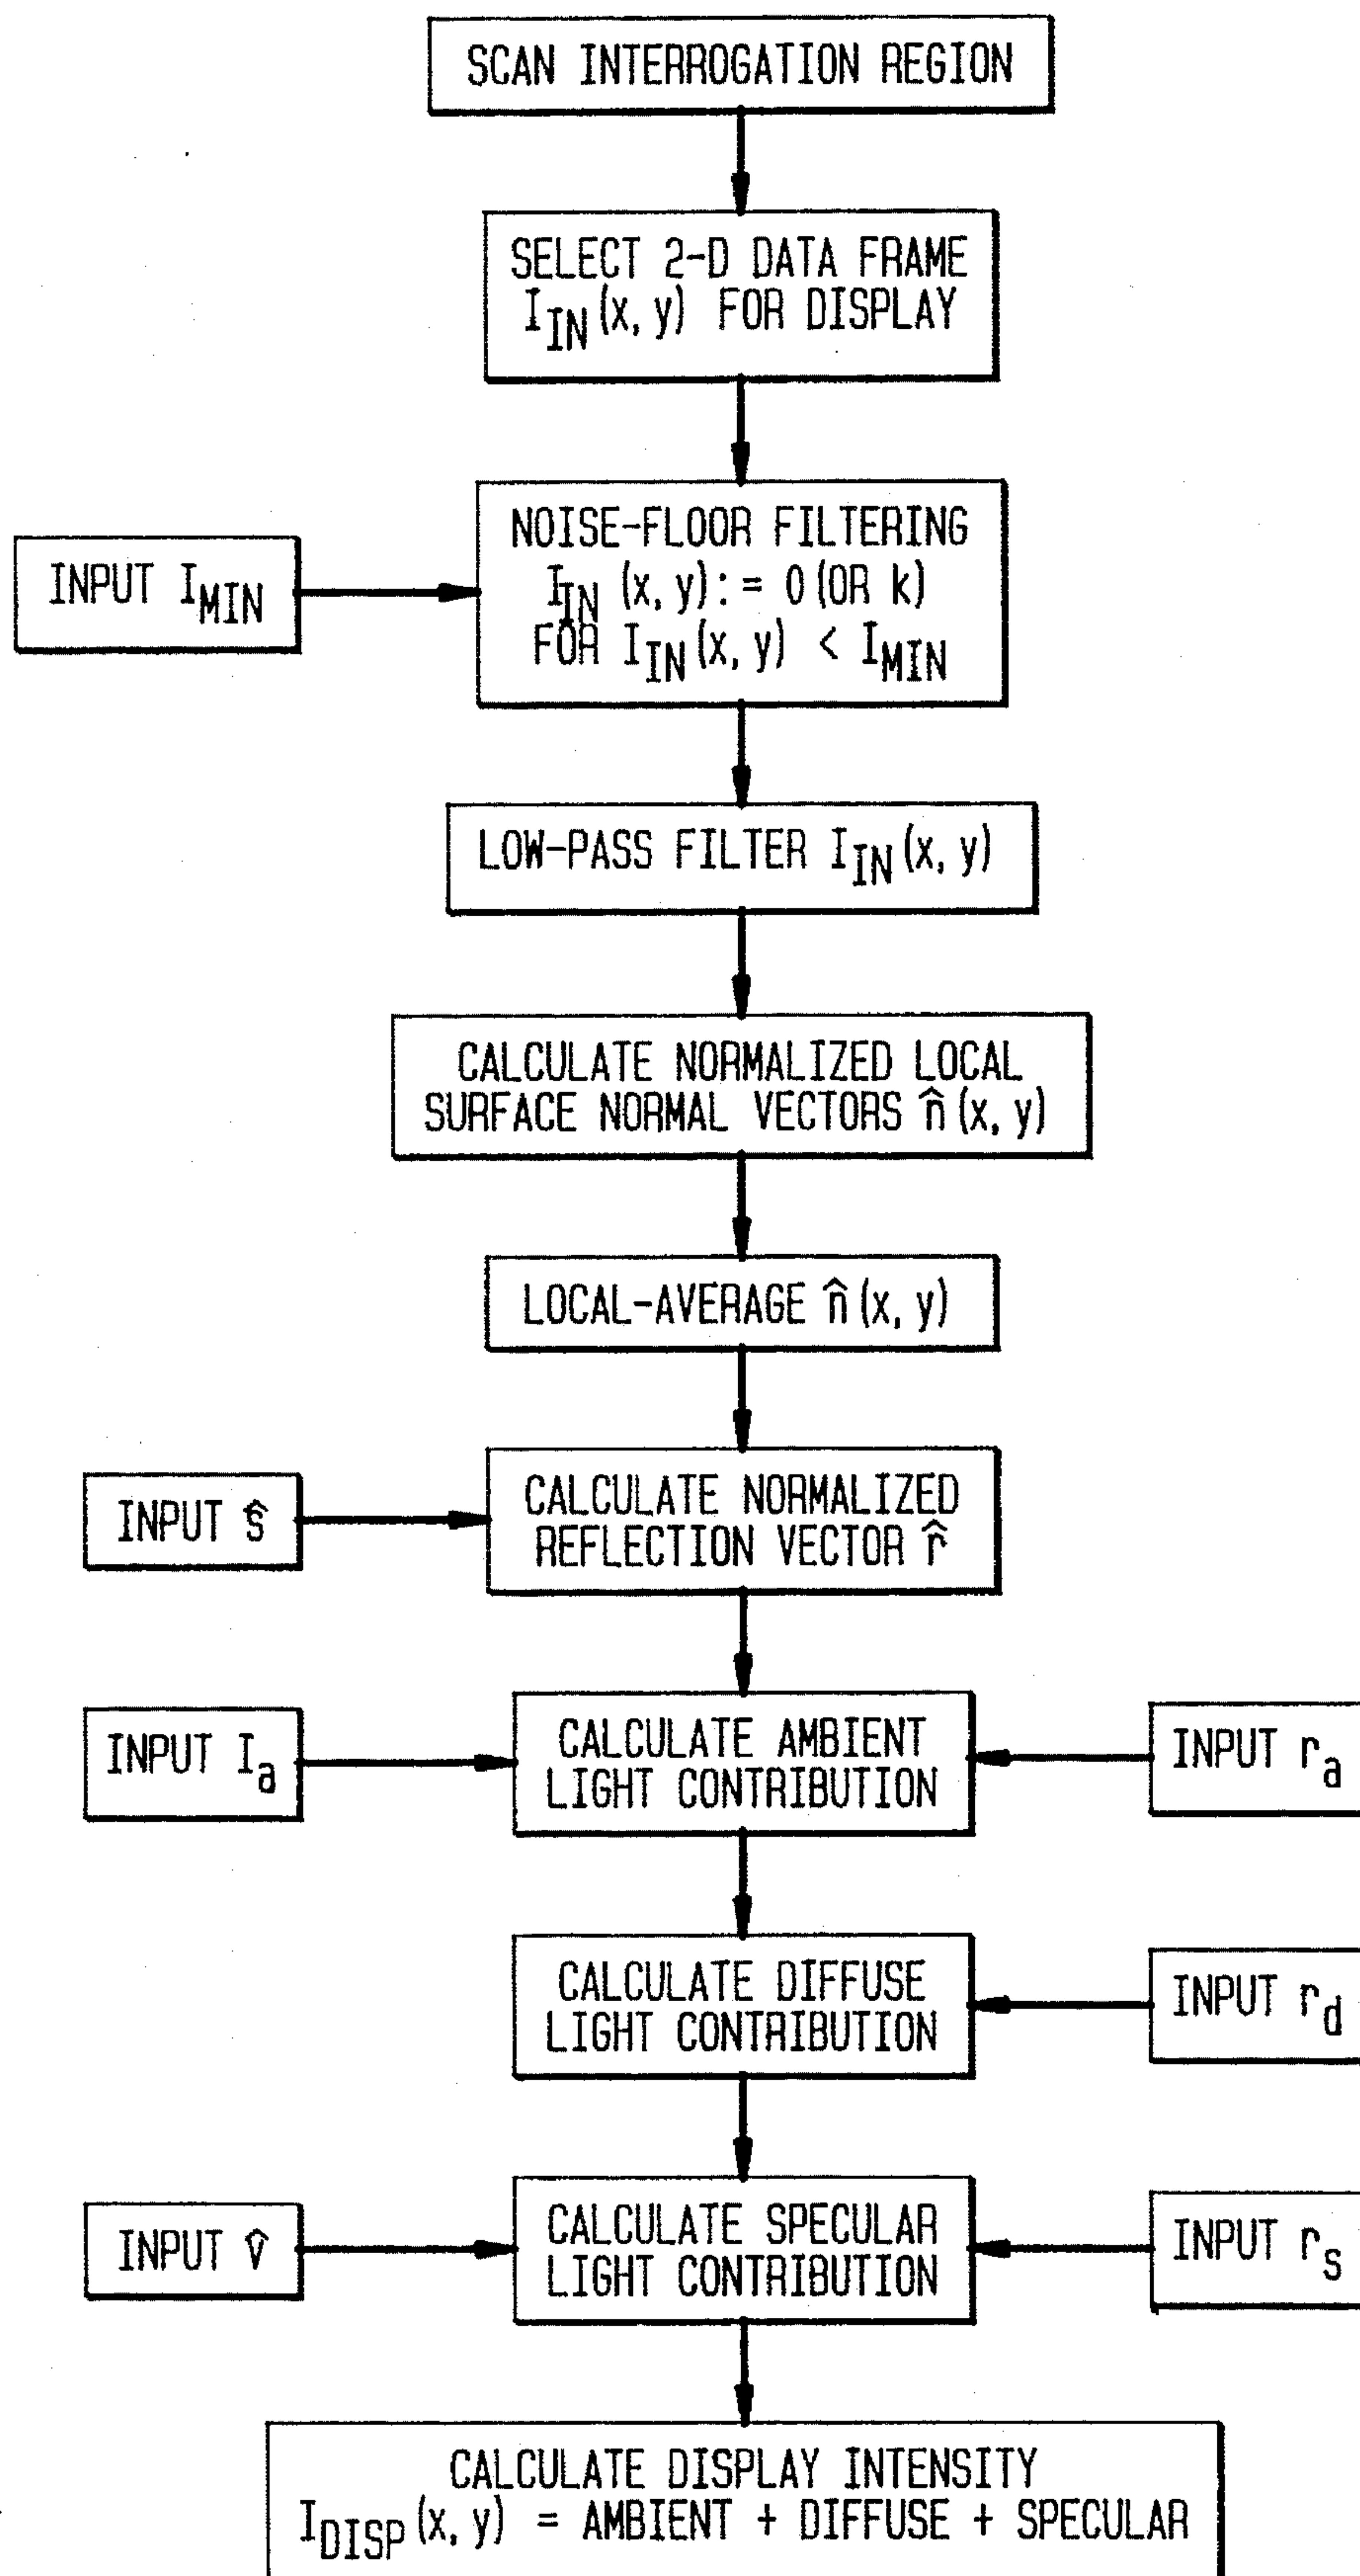 SCAN INTERROGATION REGION
SELECT 2-D DATA FRAME
I_IN (x, y) FOR DISPLAY
INPUT I_MIN
NOISE-FLOOR FILTERING
I_IN (x, y): = 0 (OR k)
FOR I_IN (x, y) < I_MIN
LOW-PASS FILTER I_IN (x, y)
CALCULATE NORMALIZED LOCAL
SURFACE NORMAL VECTORS n̂ (x, y)
LOCAL-AVERAGE n̂ (x, y)
INPUT ŝ
CALCULATE NORMALIZED
REFLECTION VECTOR r̂
INPUT I_a
CALCULATE AMBIENT
LIGHT CONTRIBUTION
INPUT r_a
CALCULATE DIFFUSE
LIGHT CONTRIBUTION
INPUT r_d
INPUT v̂
CALCULATE SPECULAR
LIGHT CONTRIBUTION
INPUT r_s
CALCULATE DISPLAY INTENSITY
I_DISP (x, y) = AMBIENT + DIFFUSE + SPECULAR